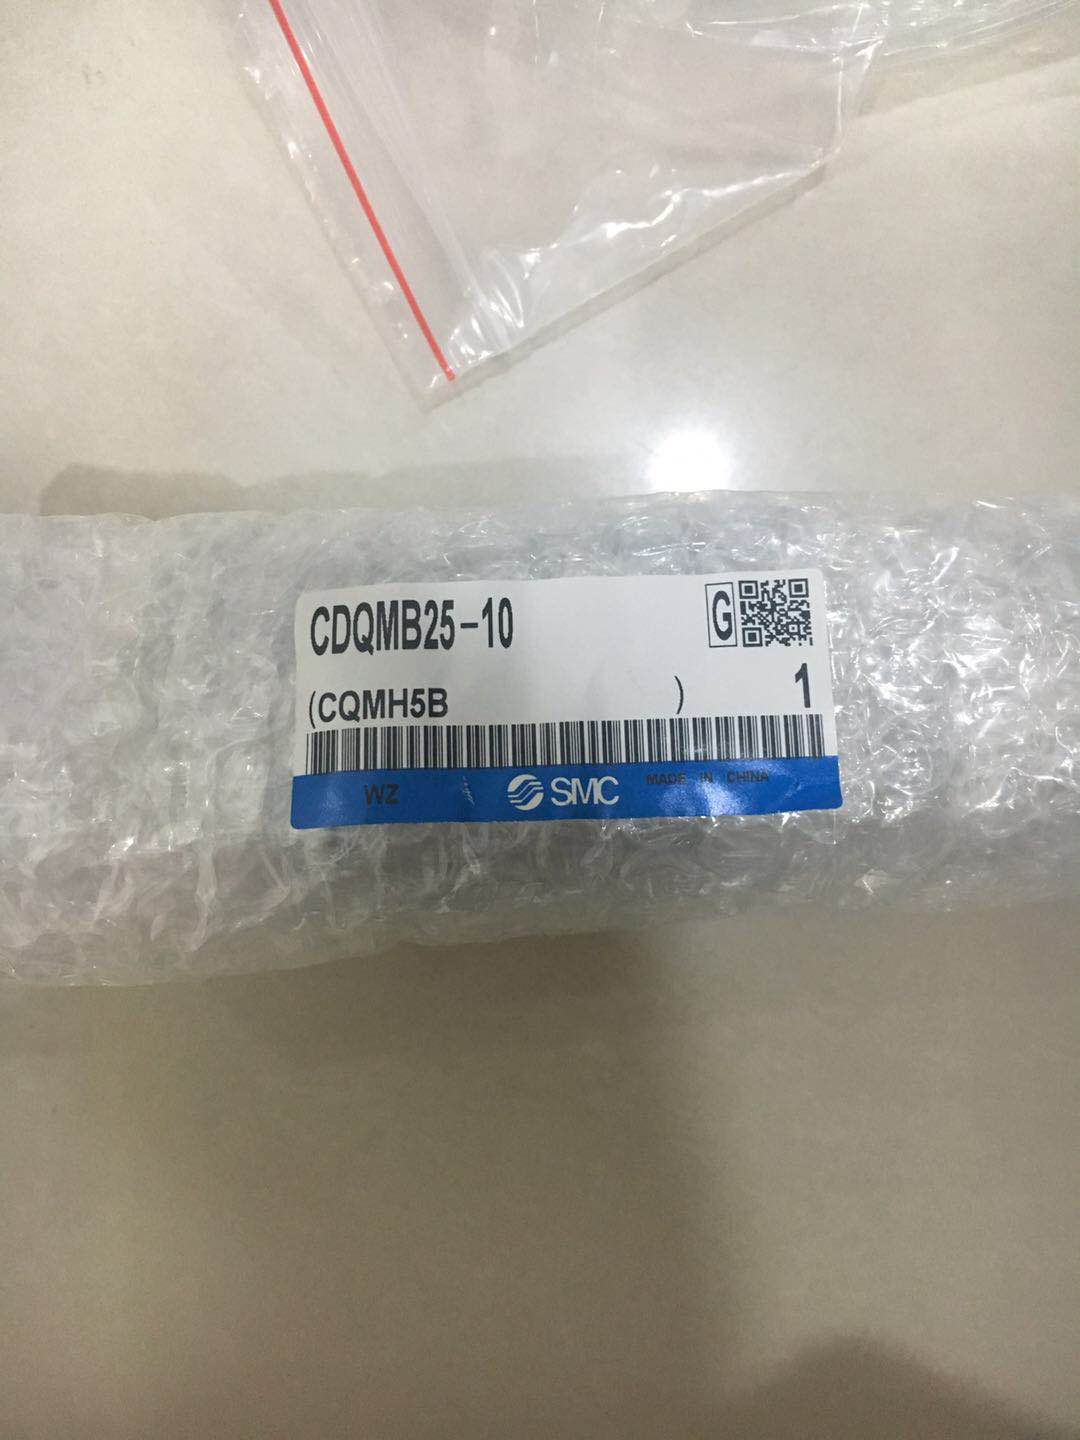 CDQMB25-10 G
(CQMH5B ) 1
WZ SMC MADE IN CHINA